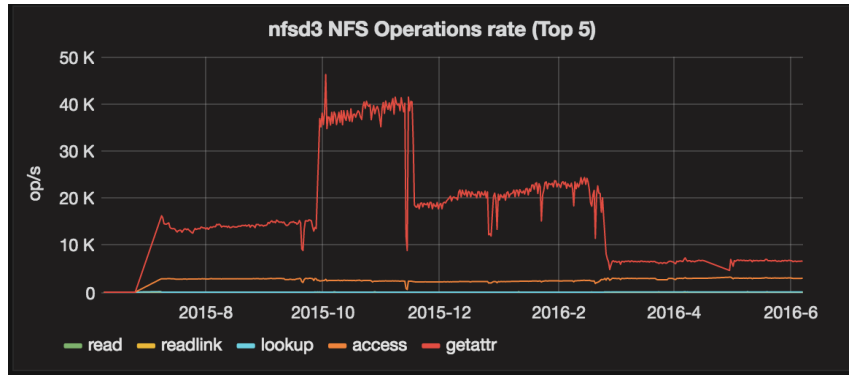 nfsd3 NFS Operations rate (Top 5)
50 K
40 K
30 K
20 K
10 K
0
op/s
2015-8 2015-10 2015-12 2016-2 2016-4 2016-6
read readlink lookup access getattr